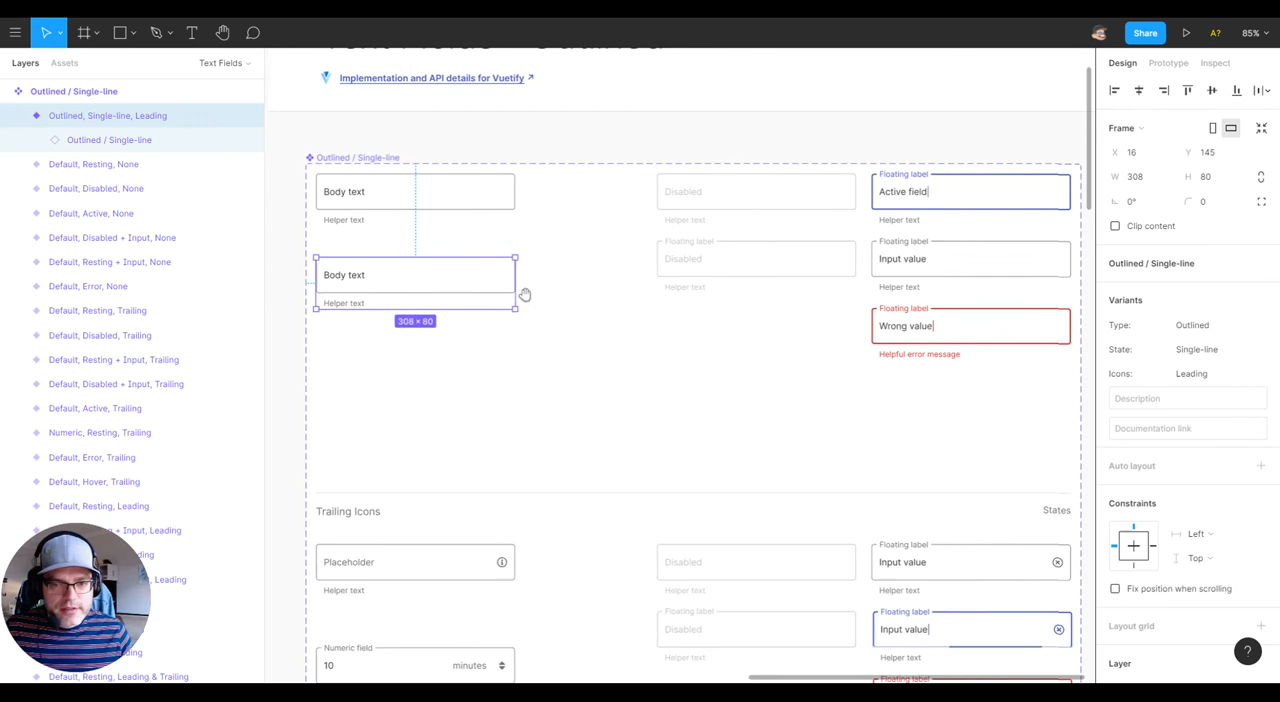 Share
A?
85%
Layers
Assets
Text Fields
Outlined / Single-line
Outlined, Single-line, Leading
Outlined / Single-line
Default, Resting, None
Default, Disabled, None
Default, Active, None
Default, Disabled + Input, None
Default, Resting + Input, None
Default, Error, None
Default, Resting, Trailing
Default, Disabled, Trailing
Default, Resting + Input, Trailing
Default, Disabled + Input, Trailing
Default, Active, Trailing
Numeric, Resting, Trailing
Default, Error, Trailing
Default, Hover, Trailing
Default, Resting, Leading
+ Input, Leading
Leading
Default, Resting, Leading & Trailing
Implementation and API details for Vuetify
Outlined / Single-line
Body text
Helper text
Body text
Helper text
308 × 80
Disabled
Helper text
Floating label
Disabled
Helper text
Floating label
Active field
Helper text
Floating label
Input value
Helper text
Floating label
Wrong value
Helpful error message
Trailing Icons
States
Placeholder
Helper text
Numeric field
10
minutes
Disabled
Helper text
Floating label
Disabled
Helper text
Floating label
Input value
Helper text
Floating label
Input value
Helper text
Design
Prototype
Inspect
Frame
X 16
Y 145
W 308
H 80
0°
0
Clip content
Outlined / Single-line
Variants
Type: Outlined
State: Single-line
Icons: Leading
Description
Documentation link
Auto layout
Constraints
Left
Top
Fix position when scrolling
Layout grid
Layer
?